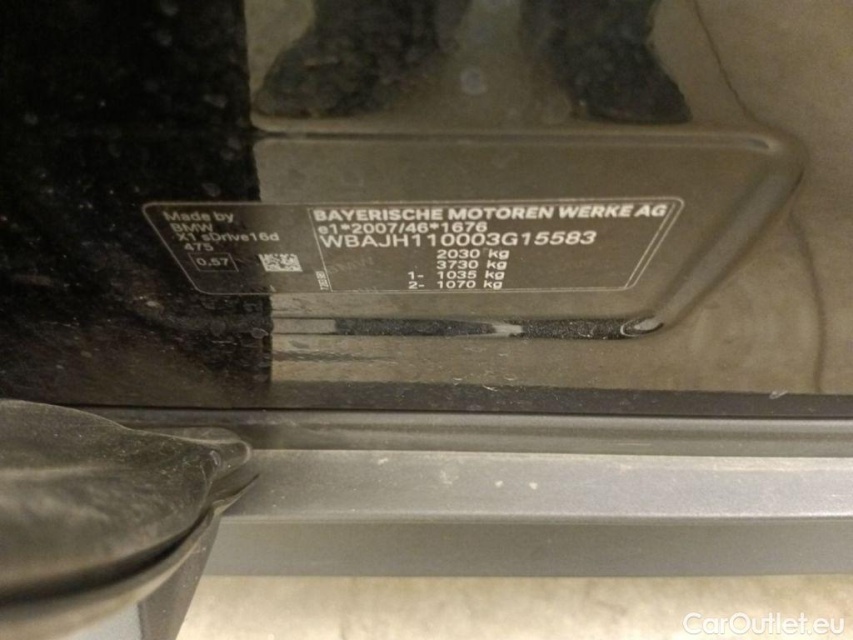 Made by
BMW
X1 sDrive16d
475
0,57
BAYERISCHE MOTOREN WERKE AG
e1*2007/46*1676
WBAJH110003G15583
2030 kg
3730 kg
1- 1035 kg
2- 1070 kg
CarOutlet.eu